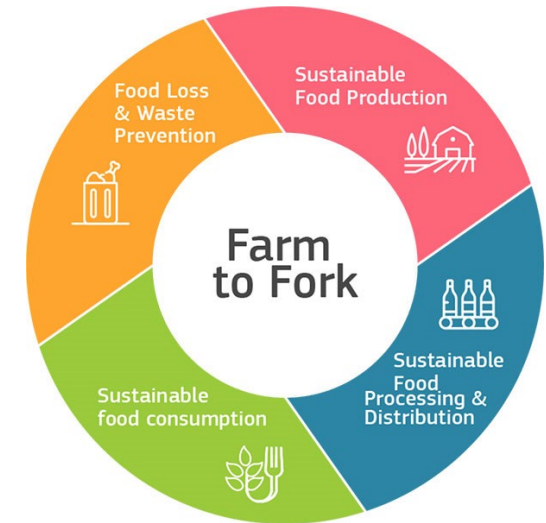 Food Loss
& Waste
Prevention
Sustainable
Food Production
Farm
to Fork
Sustainable
Food
Processing &
Distribution
Sustainable
food consumption